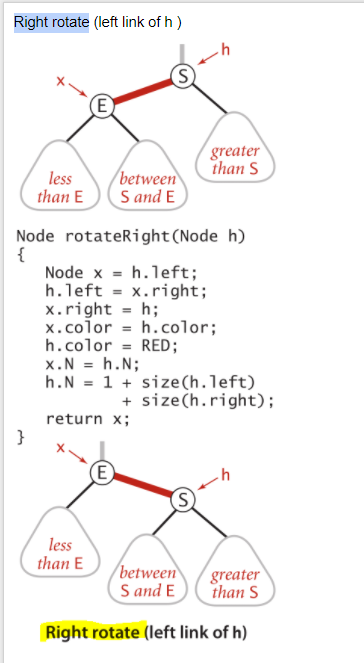 Right rotate (left link of h )
h
x
S
E
less
than E
between
S and E
greater
than S
Node rotateRight(Node h)
{
Node x = h.left;
h.left = x.right;
x.right = h;
x.color = h.color;
h.color = RED;
x.N = h.N;
h.N = 1 + size(h.left)
+ size(h.right);
return x;
}
x
E
h
S
less
than E
between
S and E
greater
than S
Right rotate (left link of h)